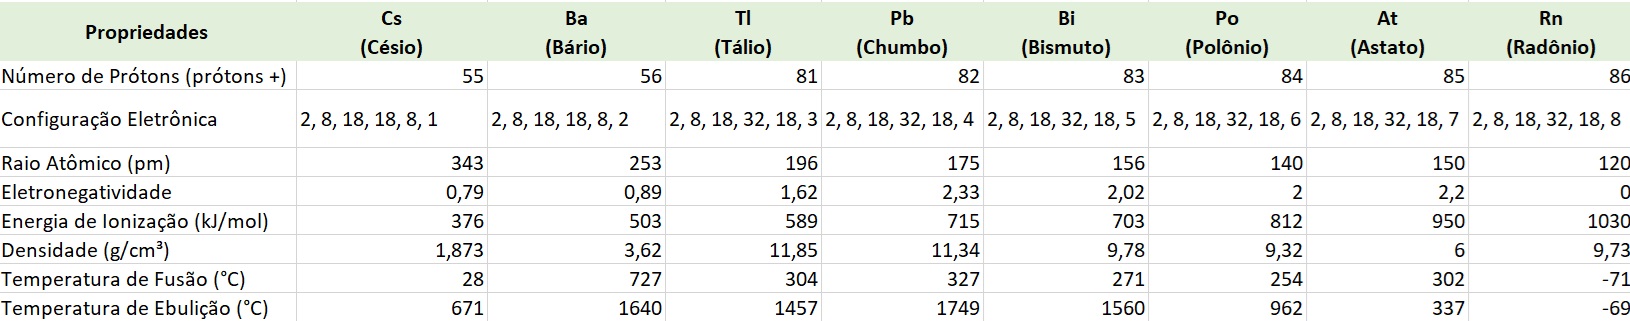 Propriedades Cs (Césio) Ba (Bário) Tl (Tálio) Pb (Chumbo) Bi (Bismuto) Po (Polônio) At (Astato) Rn (Radônio)
Número de Prótons (prótons +) 55 56 81 82 83 84 85 86
Configuração Eletrônica 2, 8, 18, 18, 8, 1 2, 8, 18, 18, 8, 2 2, 8, 18, 32, 18, 3 2, 8, 18, 32, 18, 4 2, 8, 18, 32, 18, 5 2, 8, 18, 32, 18, 6 2, 8, 18, 32, 18, 7 2, 8, 18, 32, 18, 8
Raio Atômico (pm) 343 253 196 175 156 140 150 120
Eletronegatividade 0,79 0,89 1,62 2,33 2,02 2 2,2 0
Energia de Ionização (kJ/mol) 376 503 589 715 703 812 950 1030
Densidade (g/cm³) 1,873 3,62 11,85 11,34 9,78 9,32 6 9,73
Temperatura de Fusão (°C) 28 727 304 327 271 254 302 -71
Temperatura de Ebulição (°C) 671 1640 1457 1749 1560 962 337 -69